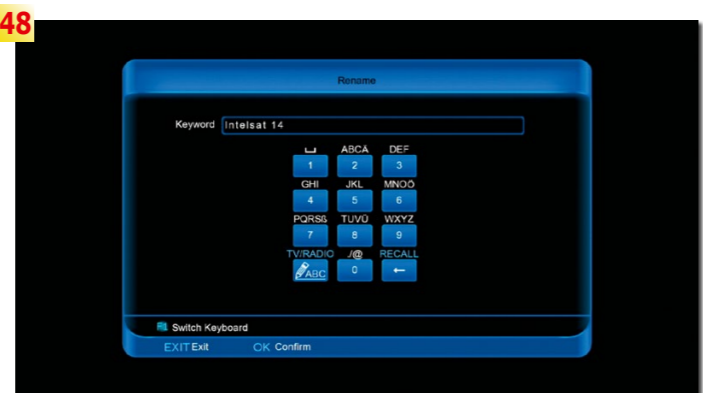 48
Rename
Keyword Intelsat 14
⌴ ABCÄ DEF
1 2 3
GHI JKL MNOÖ
4 5 6
PQRSß TUVÜ WXYZ
7 8 9
TV/RADIO ./@ RECALL
ABC 0 ←
Switch Keyboard
EXIT Exit OK Confirm